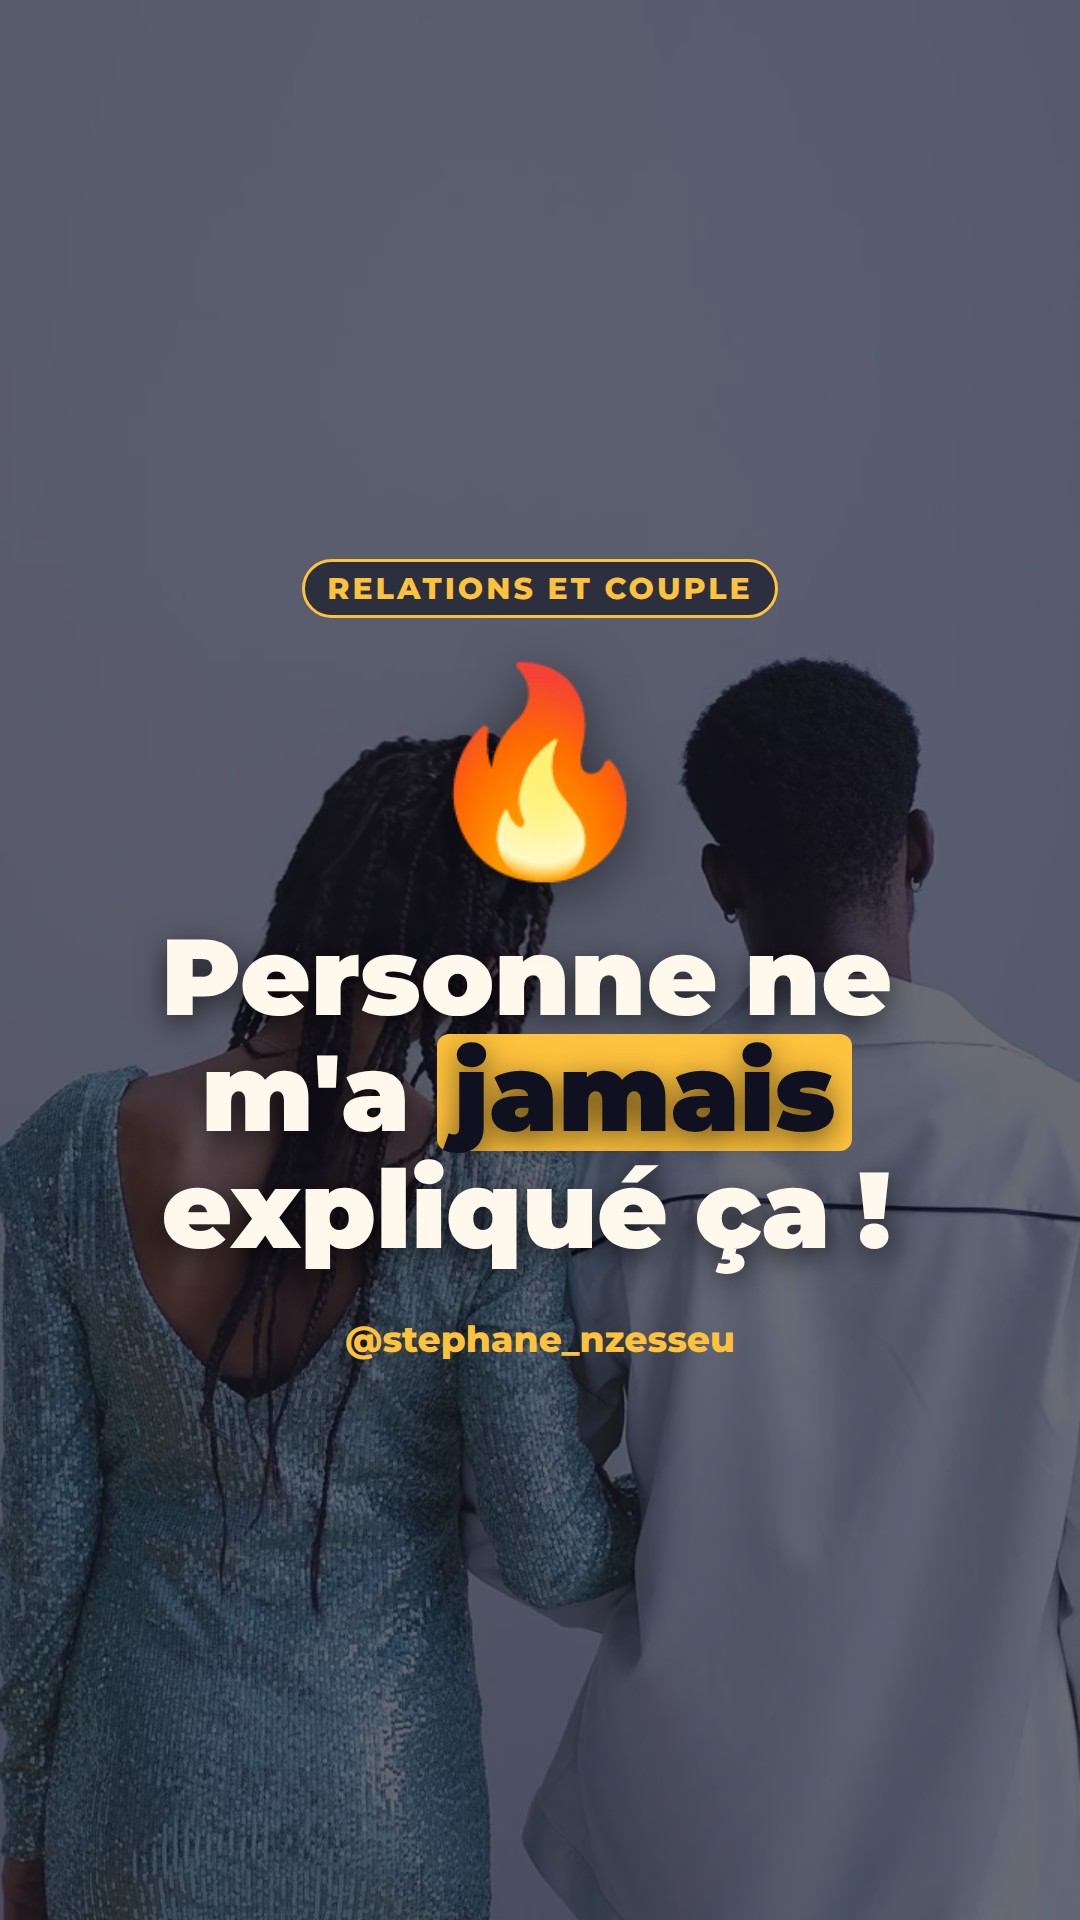 RELATIONS ET COUPLE
Personne ne
m'a jamais
expliqué ça !
@stephane_nzesseu